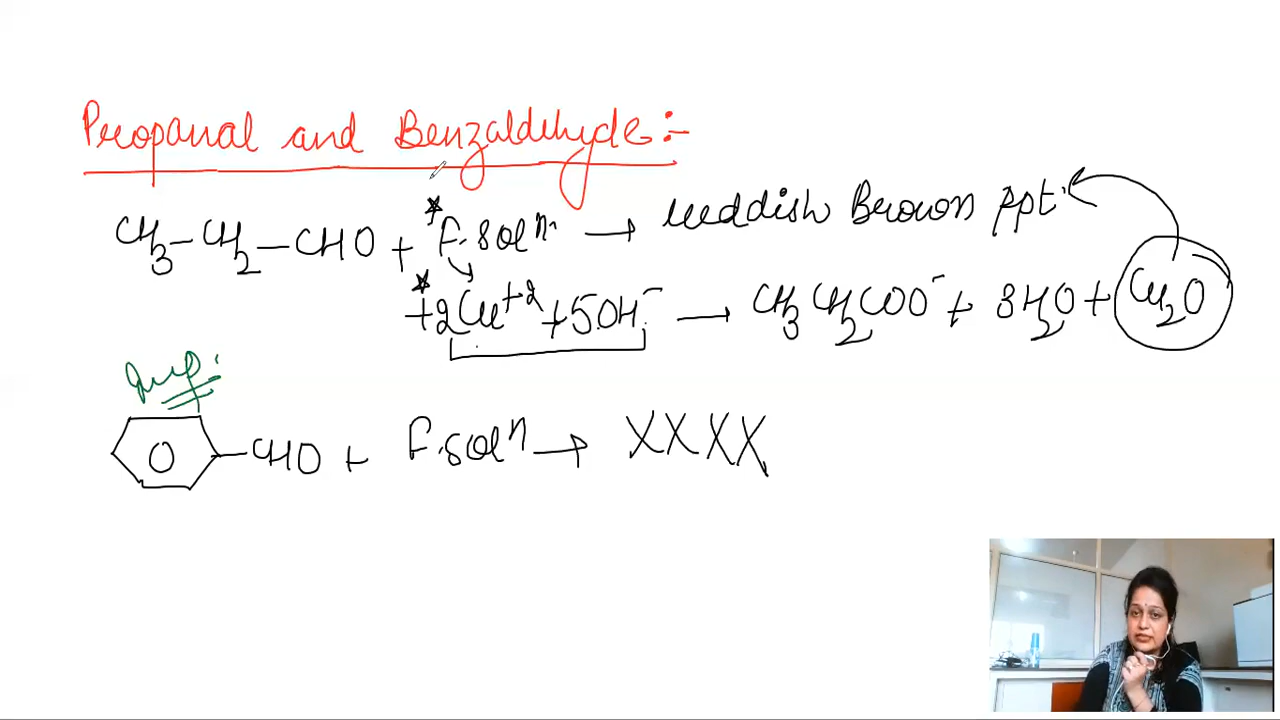 Propanal and Benzaldehyde:-
CH3-CH2-CHO + *F.solⁿ. → reddish Brown ppt.
*+2Cu+2 + 5OH⁻ → CH3CH2COO⁻ + 3H2O + Cu2O
Imp.
CHO + F.solⁿ → XXXX